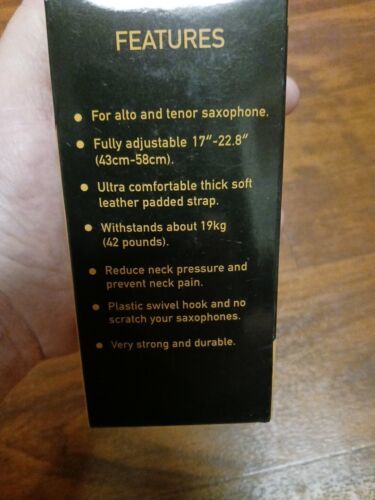 FEATURES
• For alto and tenor saxophone.
• Fully adjustable 17"-22.8"
(43cm-58cm).
• Ultra comfortable thick soft
leather padded strap.
• Withstands about 19kg
(42 pounds).
• Reduce neck pressure and
prevent neck pain.
• Plastic swivel hook and no
scratch your saxophones.
• Very strong and durable.